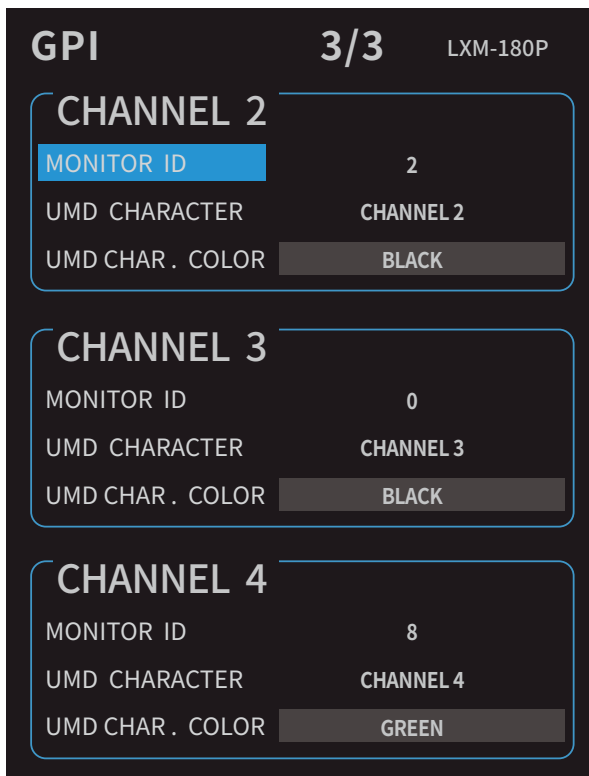 GPI 3/3 LXM-180P
CHANNEL 2
MONITOR ID 2
UMD CHARACTER CHANNEL 2
UMD CHAR. COLOR BLACK
CHANNEL 3
MONITOR ID 0
UMD CHARACTER CHANNEL 3
UMD CHAR. COLOR BLACK
CHANNEL 4
MONITOR ID 8
UMD CHARACTER CHANNEL 4
UMD CHAR. COLOR GREEN